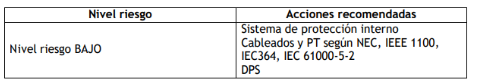 Nivel riesgo
Acciones recomendadas
Nivel riesgo BAJO
Sistema de protección interno
Cableados y PT según NEC, IEEE 1100,
IEC364, IEC 61000-5-2
DPS